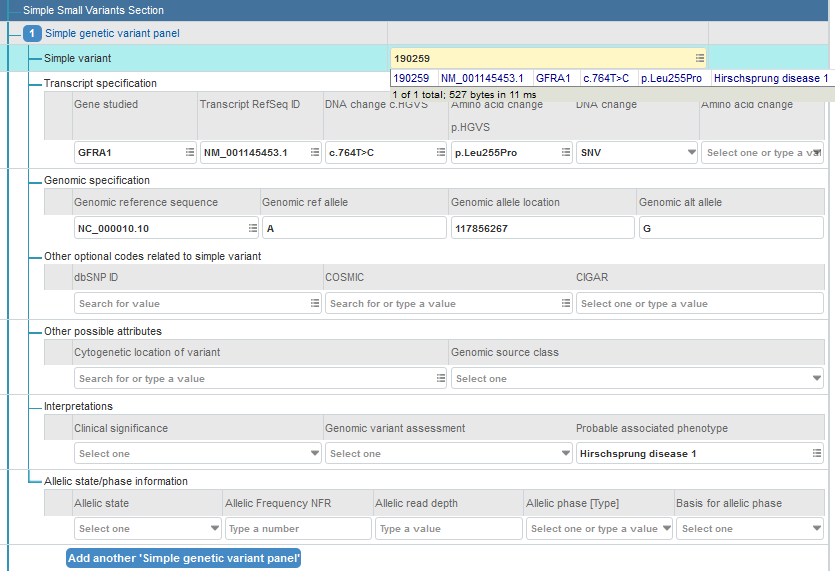 Simple Small Variants Section
1 Simple genetic variant panel
Simple variant 190259
190259 NM_001145453.1 GFRA1 c.764T>C p.Leu255Pro Hirschsprung disease 1
Transcript specification 1 of 1 total; 527 bytes in 11 ms
Gene studied Transcript RefSeq ID DNA change c.HGVS Amino acid change DNA change Amino acid change
p.HGVS
GFRA1 NM_001145453.1 c.764T>C p.Leu255Pro SNV Select one or type a val
Genomic specification
Genomic reference sequence Genomic ref allele Genomic allele location Genomic alt allele
NC_000010.10 A 117856267 G
Other optional codes related to simple variant
dbSNP ID COSMIC CIGAR
Search for value Search for or type a value Select one or type a value
Other possible attributes
Cytogenetic location of variant Genomic source class
Search for or type a value Select one
Interpretations
Clinical significance Genomic variant assessment Probable associated phenotype
Select one Select one Hirschsprung disease 1
Allelic state/phase information
Allelic state Allelic Frequency NFR Allelic read depth Allelic phase [Type] Basis for allelic phase
Select one Type a number Type a value Select one or type a value Select one
Add another 'Simple genetic variant panel'